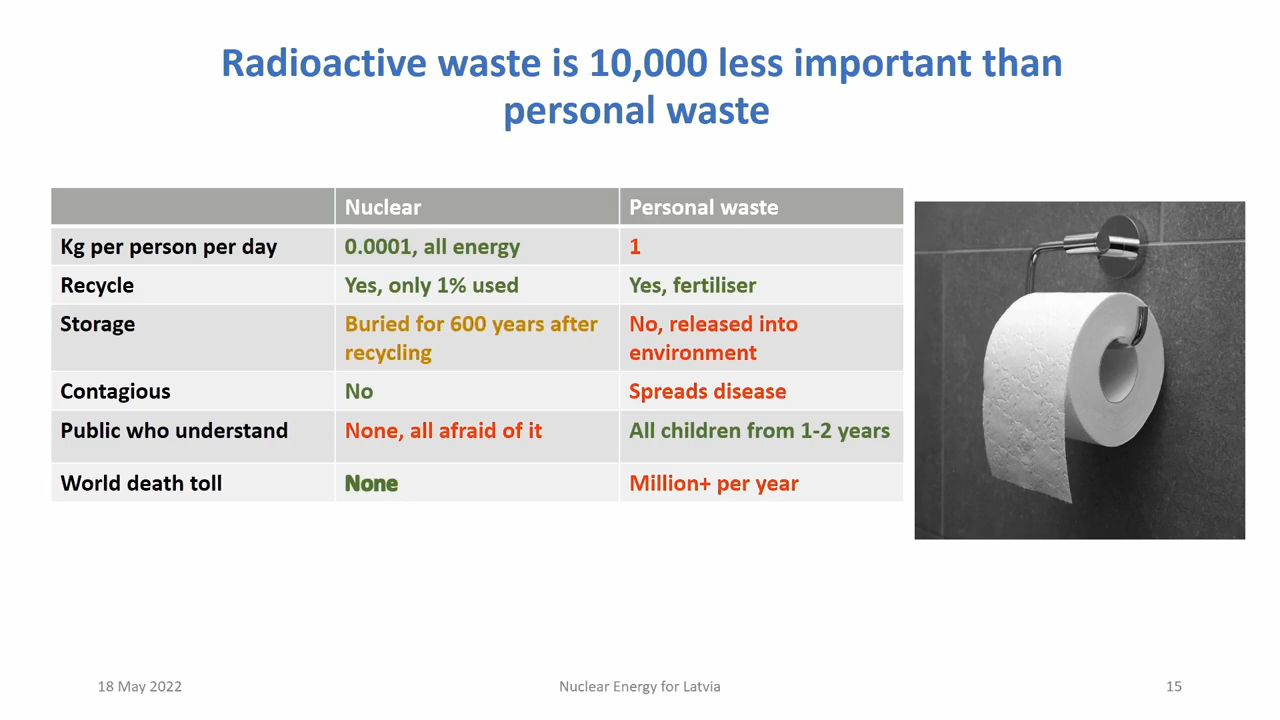 Radioactive waste is 10,000 less important than
personal waste
Nuclear
Personal waste
Kg per person per day
0.0001, all energy
1
Recycle
Yes, only 1% used
Yes, fertiliser
Storage
Buried for 600 years after
recycling
No, released into
environment
Contagious
No
Spreads disease
Public who understand
None, all afraid of it
All children from 1-2 years
World death toll
None
Million+ per year
18 May 2022
Nuclear Energy for Latvia
15